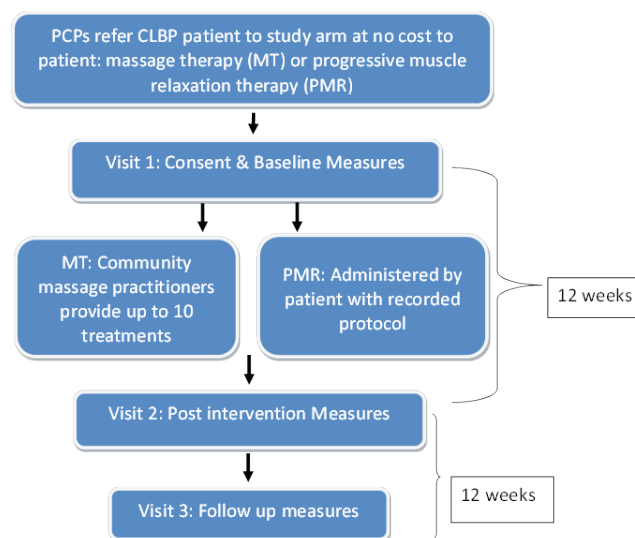 PCPs refer CLBP patient to study arm at no cost to
patient: massage therapy (MT) or progressive muscle
relaxation therapy (PMR)
Visit 1: Consent & Baseline Measures
MT: Community
massage practitioners
provide up to 10
treatments
PMR: Administered by
patient with recorded
protocol
12 weeks
Visit 2: Post intervention Measures
12 weeks
Visit 3: Follow up measures